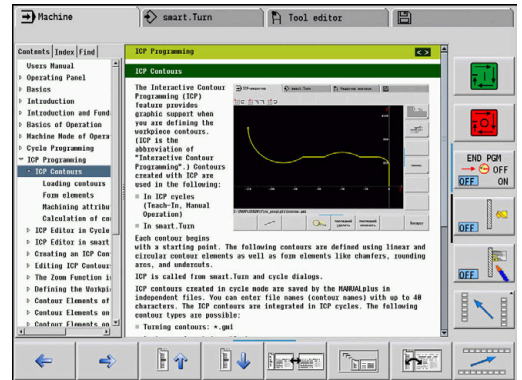 Machine
smart.Turn
Tool editor
Contents Index Find
Users Manual
Operating Panel
Basics
Introduction
Introduction and Fund
Basics of Operation
Machine Mode of Opera
Cycle Programming
ICP Programming
ICP Contours
Loading contours
Form elements
Machining attribu
Calculation of co
ICP Editor in Cycle
ICP Editor in smart
Creating an ICP Con
Editing ICP Contour
The Zoom Function i
Defining the Workpi
Contour Elements of
Contour Elements on
Contour Elements on
ICP Programming
ICP Contours
The Interactive Contour
Programming (ICP)
feature provides
graphic support when
you are defining the
workpiece contours.
(ICP is the
abbreviation of
"Interactive Contour
Programming".) Contours
created with ICP are
used in the following:
In ICP cycles
(Teach-In, Manual
Operation)
In smart.Turn
Each contour begins
with a starting point. The following contours are defined using linear and
circular contour elements as well as form elements like chamfers, rounding
arcs, and undercuts.
ICP is called from smart.Turn and cycle dialogs.
ICP contours created in cycle mode are saved by the MANUALplus in
independent files. You can enter file names (contour names) with up to 40
characters. The ICP contours are integrated in ICP cycles. The following
contour types are possible:
Turning contours: *.gmi
END PGM
OFF
OFF ON
OFF
OFF